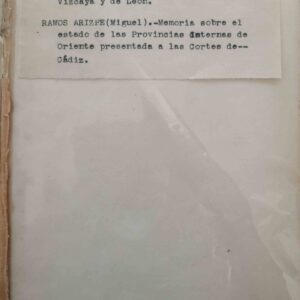 Vizcaya y de León.
RAMOS ARIZPE(Miguel).-Memoria sobre el
estado de las Provincias internas de
Oriente presentada a las Cortes de--
Cádiz.